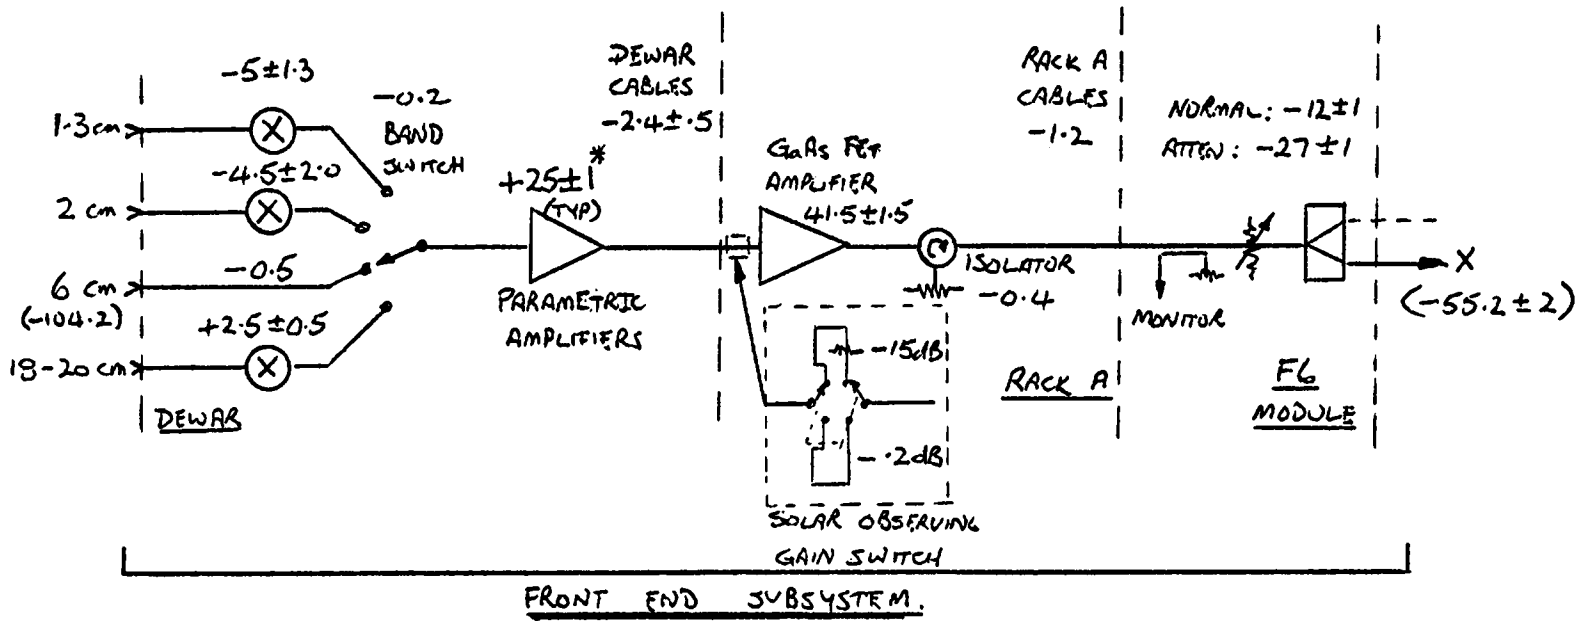 -5±1.3
1.3cm
-0.2
BAND
SWITCH
-4.5±2.0
2 cm
-0.5
6 cm
(-104.2)
+2.5±0.5
18-20 cm
DEWAR
+25±1*
(TYP)
PARAMETRIC
AMPLIFIERS
DEWAR
CABLES
-2.4±.5
GaAs FET
AMPLIFIER
41.5±1.5
ISOLATOR
-0.4
RACK A
CABLES
-1.2
RACK A
-15dB
-.2dB
SOLAR OBSERVING
GAIN SWITCH
NORMAL: -12±1
ATTEN: -27±1
MONITOR
F6
MODULE
X
(-55.2±2)
FRONT END SUBSYSTEM.